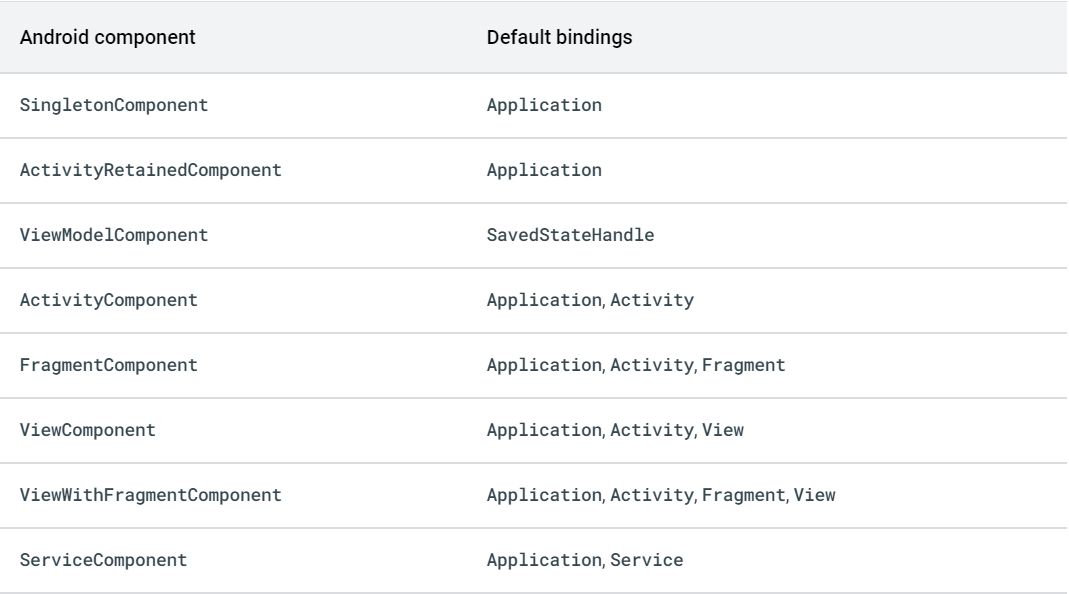 Android component Default bindings
SingletonComponent Application
ActivityRetainedComponent Application
ViewModelComponent SavedStateHandle
ActivityComponent Application, Activity
FragmentComponent Application, Activity, Fragment
ViewComponent Application, Activity, View
ViewWithFragmentComponent Application, Activity, Fragment, View
ServiceComponent Application, Service